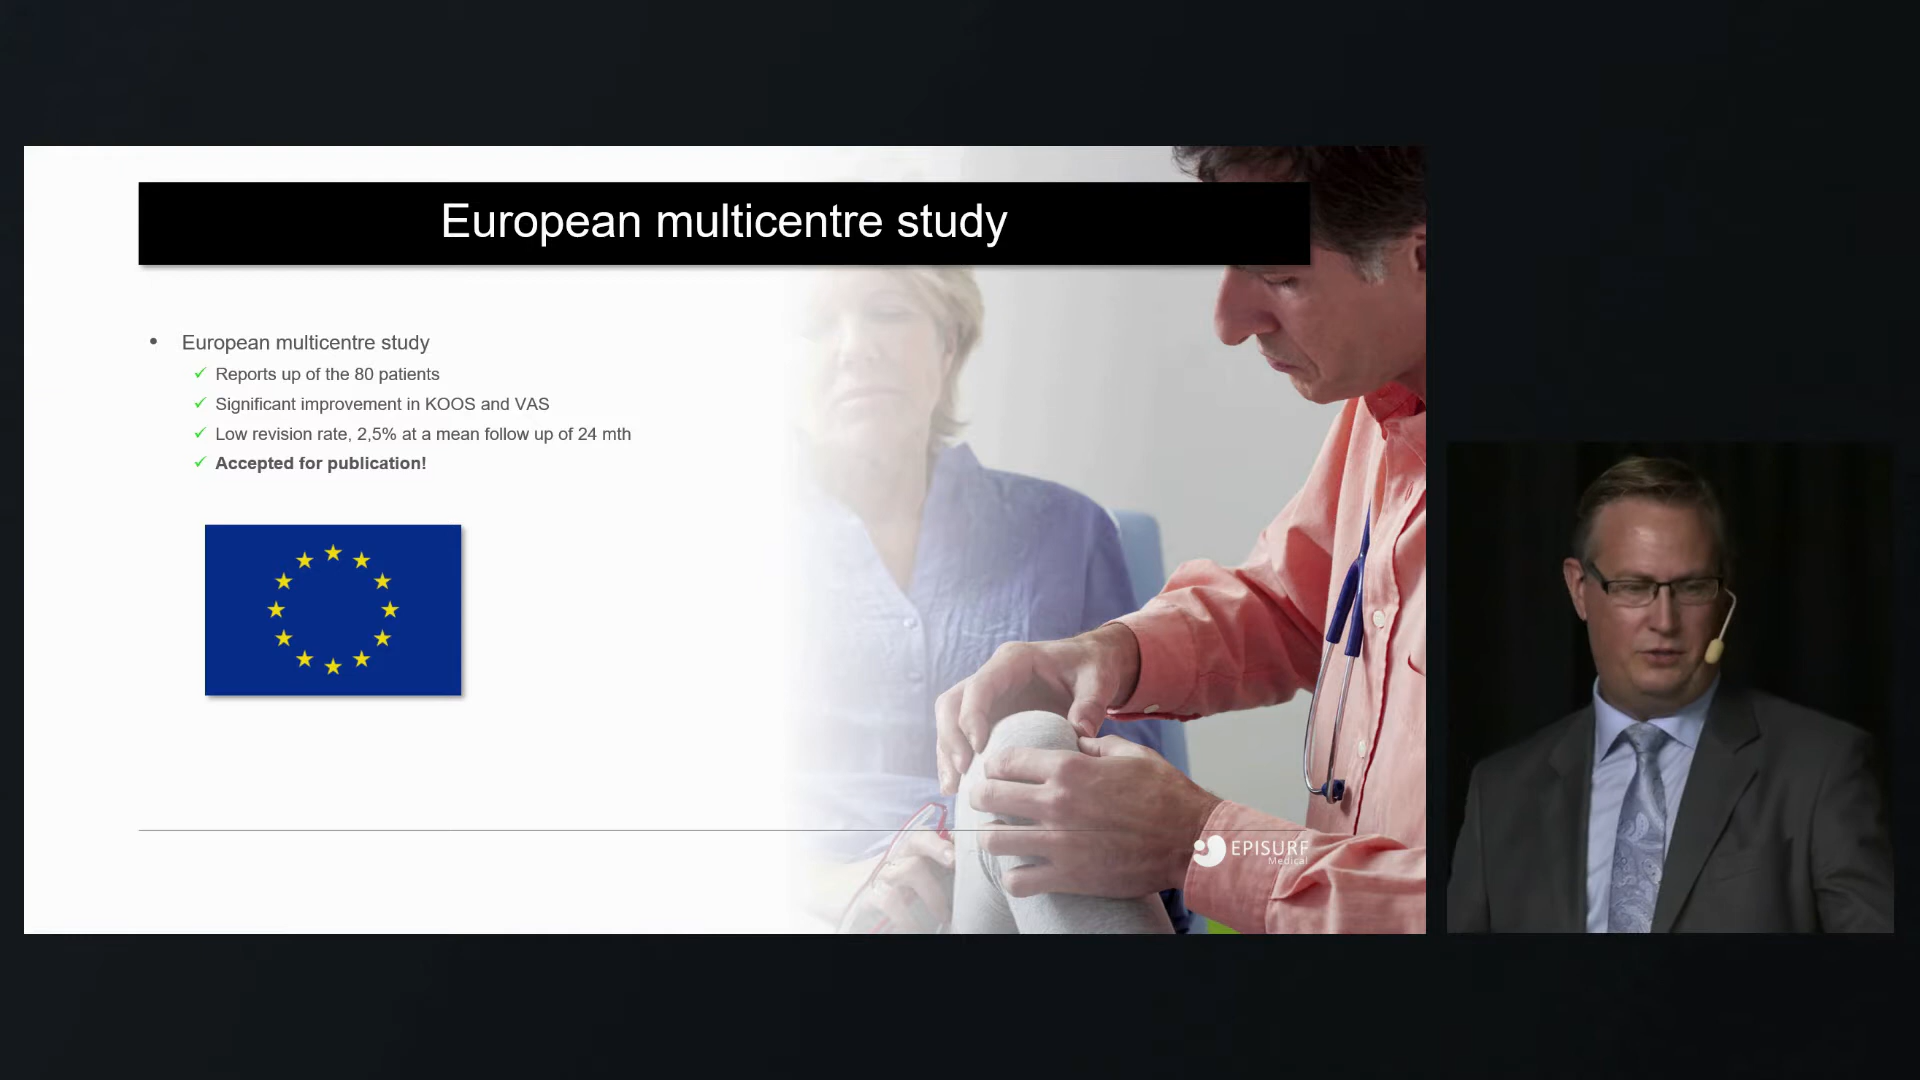 European multicentre study
• European multicentre study
✓ Reports up of the 80 patients
✓ Significant improvement in KOOS and VAS
✓ Low revision rate, 2,5% at a mean follow up of 24 mth
✓ Accepted for publication!
EPISURF
Medical